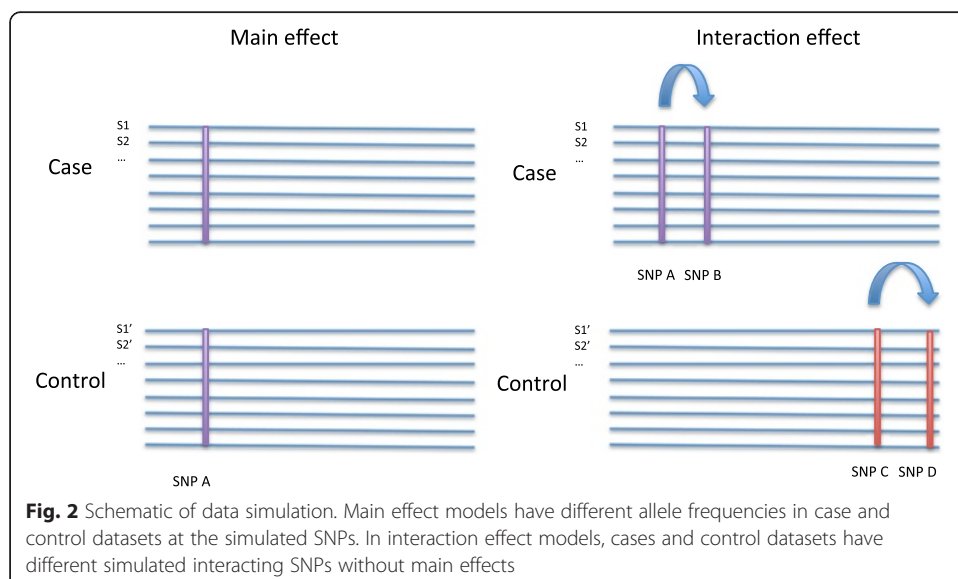 Main effect
Interaction effect
S1
S2
...
Case
S1
S2
...
Case
SNP A SNP B
S1'
S2'
...
Control
SNP A
S1'
S2'
...
Control
SNP C SNP D
Fig. 2 Schematic of data simulation. Main effect models have different allele frequencies in case and
control datasets at the simulated SNPs. In interaction effect models, cases and control datasets have
different simulated interacting SNPs without main effects